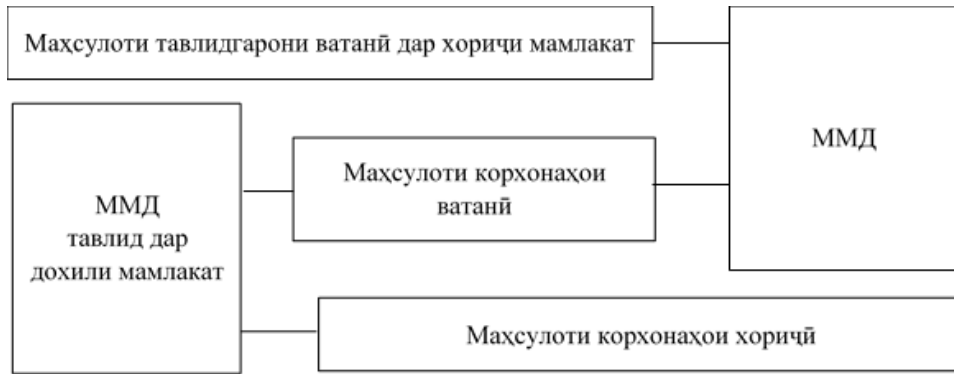 Маҳсулоти тавлидгарони ватанӣ дар хориҷи мамлакат
ММД
Маҳсулоти корхонаҳои
ватанӣ
ММД
тавлид дар
дохили мамлакат
Маҳсулоти корхонаҳои хориҷӣ